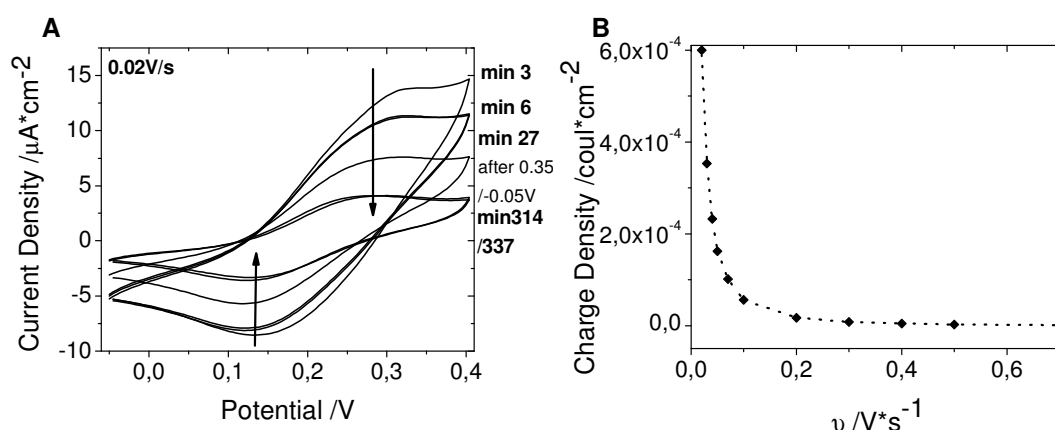 A
0.02V/s
15
10
5
0
-5
-10
Current Density /µA*cm-2
0,0 0,1 0,2 0,3 0,4
Potential /V
min 3
min 6
min 27
after 0.35
/-0.05V
min314
/337
B
6,0x10-4
4,0x10-4
2,0x10-4
0,0
Charge Density /coul*cm-2
0,0 0,2 0,4 0,6
υ /V*s-1